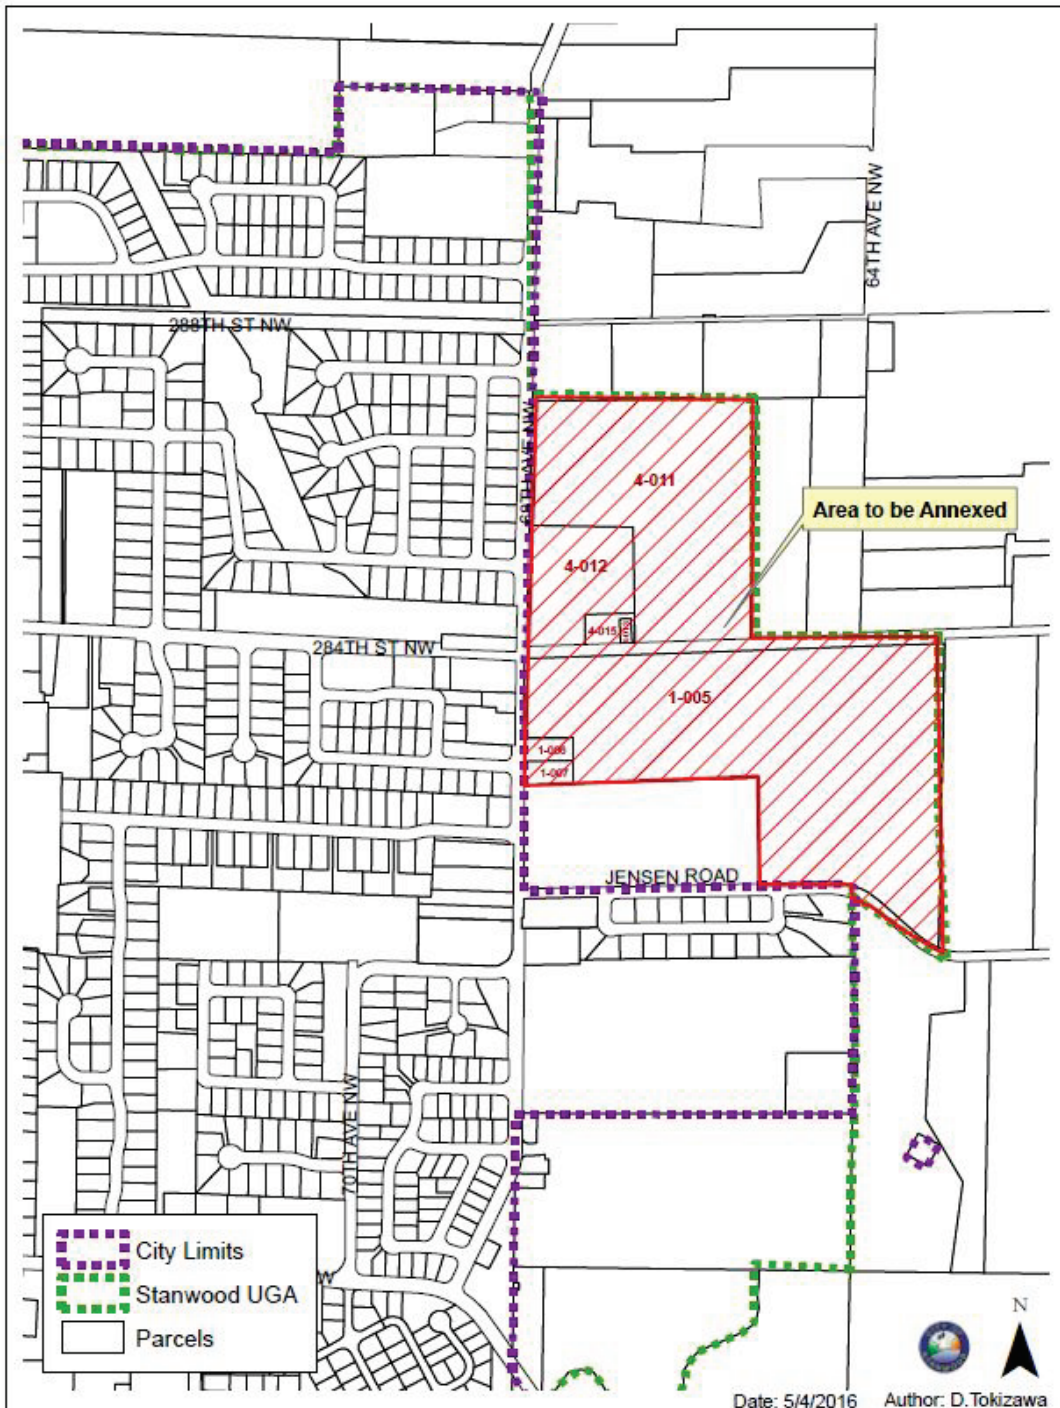 64TH AVE NW
288TH ST NW
68TH AVE NW
4-011
Area to be Annexed
4-012
4-015
284TH ST NW
1-005
1-006
1-007
JENSEN ROAD
70TH AVE NW
City Limits
Stanwood UGA
Parcels
W
N
Date: 5/4/2016
Author: D.Tokizawa